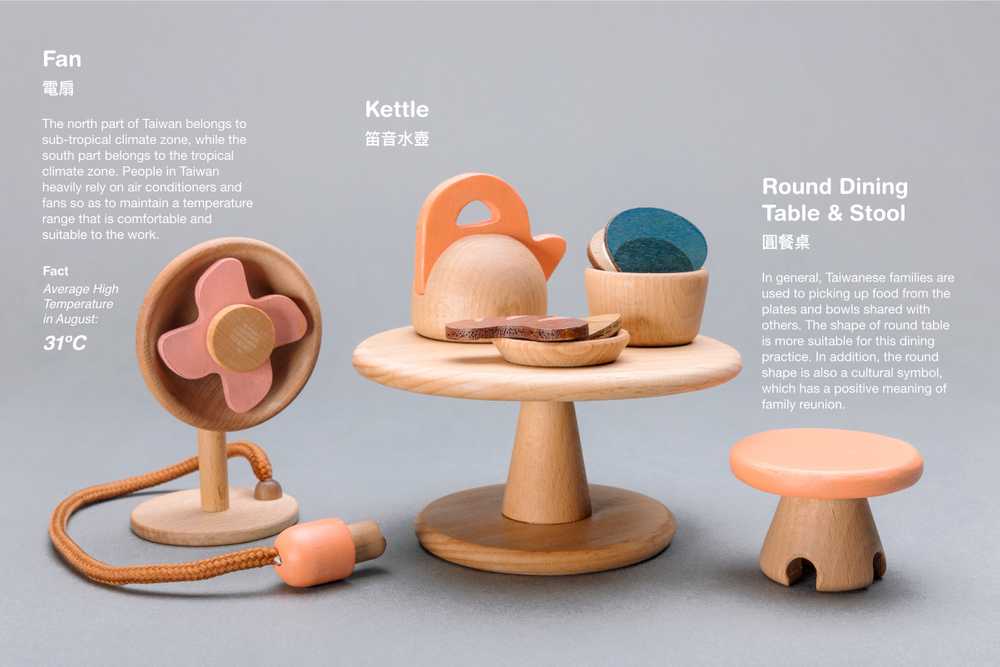 Fan
電扇
The north part of Taiwan belongs to
sub-tropical climate zone, while the
south part belongs to the tropical
climate zone. People in Taiwan
heavily rely on air conditioners and
fans so as to maintain a temperature
range that is comfortable and
suitable to the work.
Fact
Average High
Temperature
in August:
31°C
Kettle
笛音水壺
Round Dining
Table & Stool
圓餐桌
In general, Taiwanese families are
used to picking up food from the
plates and bowls shared with
others. The shape of round table
is more suitable for this dining
practice. In addition, the round
shape is also a cultural symbol,
which has a positive meaning of
family reunion.